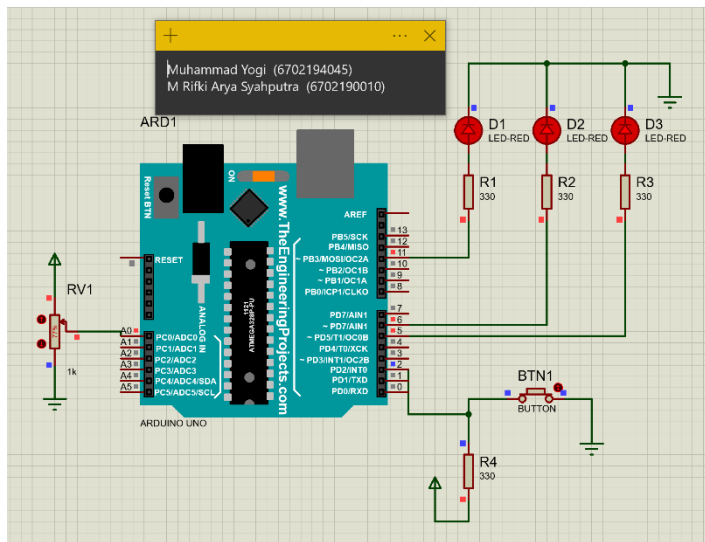 Muhammad Yogi (6702194045)
M Rifki Arya Syahputra (6702190010)
ARD1
Reset BTN
ON
www.TheEngineeringProjects.com
AREF
PB5/SCK
13
PB4/MISO
12
~ PB3/MOSI/OC2A
11
~ PB2/OC1B
10
~ PB1/OC1A
9
PB0/ICP1/CLKO
8
RESET
ANALOG IN
1121
ATMEGA328P-PU
PD7/AIN1
7
~ PD7/AIN1
6
~ PD5/T1/OC0B
5
PD4/T0/XCK
4
~ PD3/INT1/OC2B
3
PD2/INT0
2
PD1/TXD
1
PD0/RXD
0
A0
PC0/ADC0
A1
PC1/ADC1
A2
PC2/ADC2
A3
PC3/ADC3
A4
PC4/ADC4/SDA
A5
PC5/ADC5/SCL
ARDUINO UNO
RV1
77%
1k
D1
LED-RED
D2
LED-RED
D3
LED-RED
R1
330
R2
330
R3
330
BTN1
BUTTON
R4
330